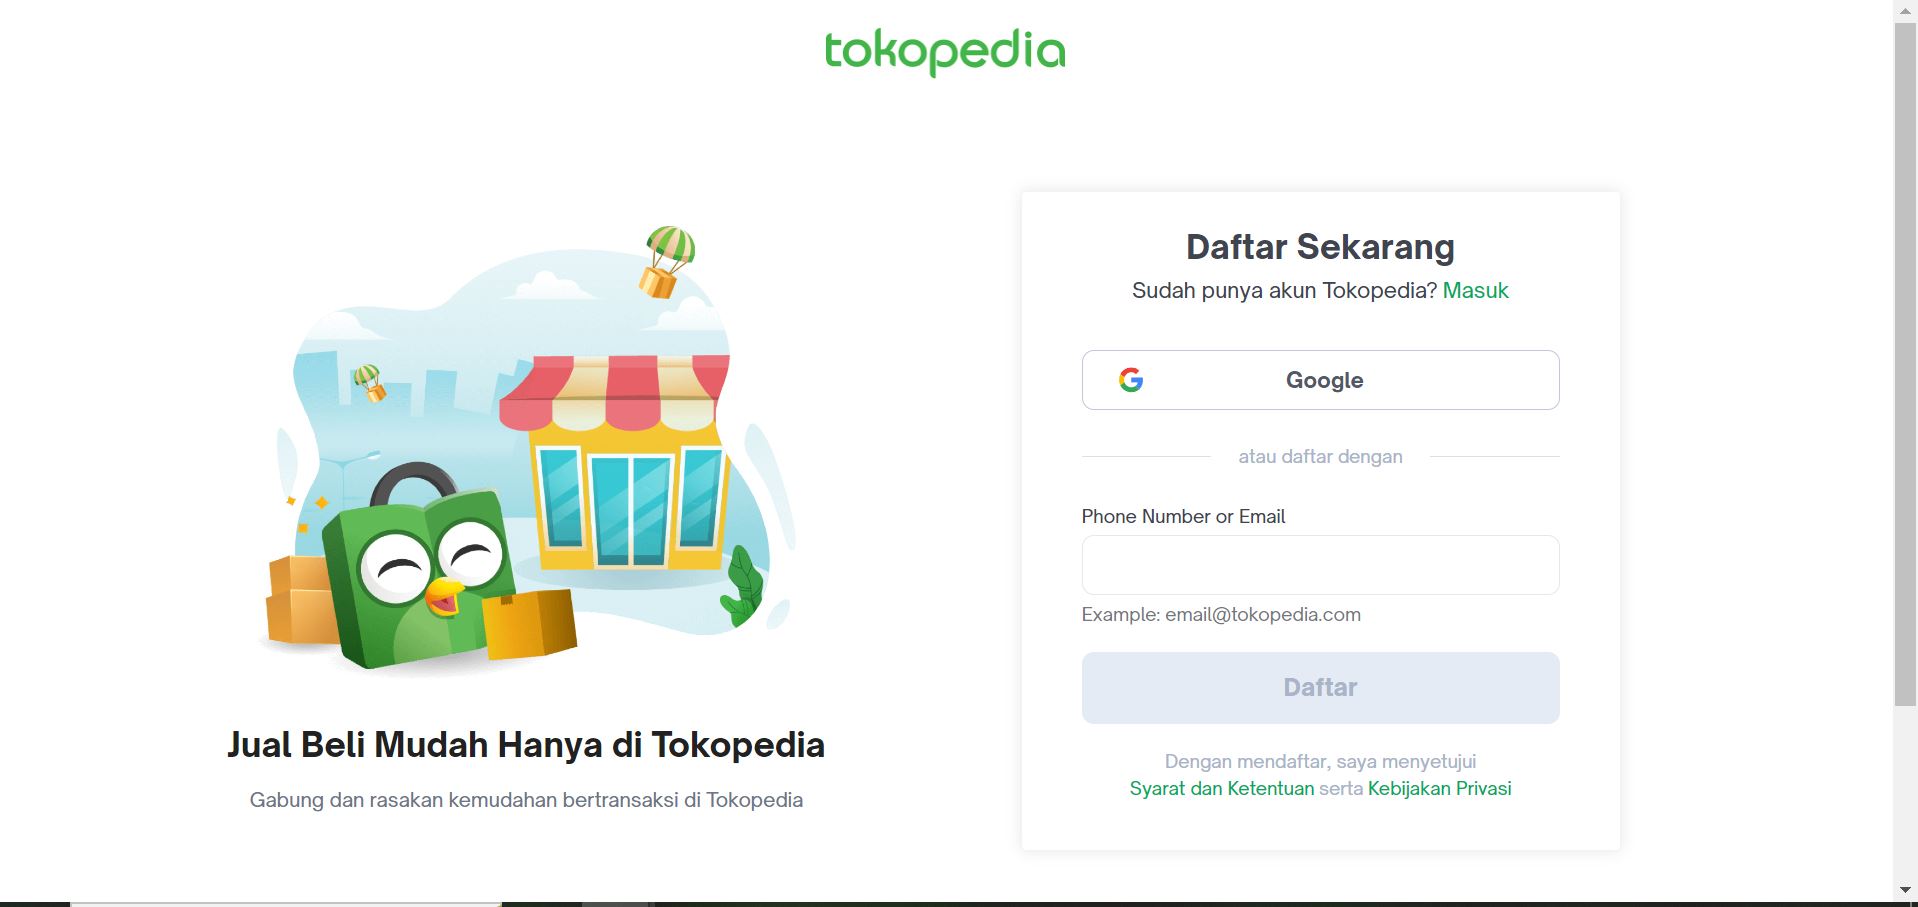 tokopedia
Daftar Sekarang
Sudah punya akun Tokopedia? Masuk
Google
atau daftar dengan
Phone Number or Email
Example: email@tokopedia.com
Daftar
Dengan mendaftar, saya menyetujui
Syarat dan Ketentuan serta Kebijakan Privasi
Jual Beli Mudah Hanya di Tokopedia
Gabung dan rasakan kemudahan bertransaksi di Tokopedia